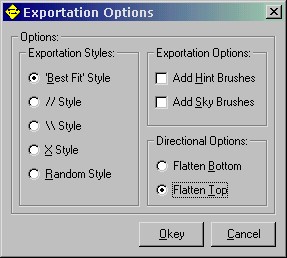 Exportation Options
Options:
Exportation Styles:
'Best Fit' Style
// Style
\\ Style
X Style
Random Style
Exportation Options:
Add Hint Brushes
Add Sky Brushes
Directional Options:
Flatten Bottom
Flatten Top
Okey
Cancel